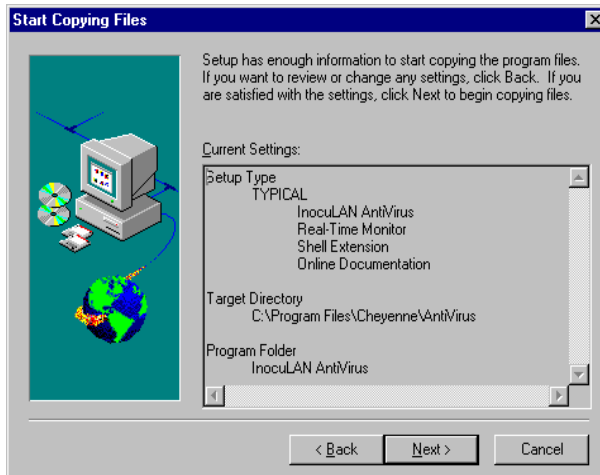 Start Copying Files
Setup has enough information to start copying the program files.
If you want to review or change any settings, click Back. If you
are satisfied with the settings, click Next to begin copying files.
Current Settings:
Setup Type
TYPICAL
InocuLAN AntiVirus
Real-Time Monitor
Shell Extension
Online Documentation
Target Directory
C:\Program Files\Cheyenne\AntiVirus
Program Folder
InocuLAN AntiVirus
< Back
Next >
Cancel